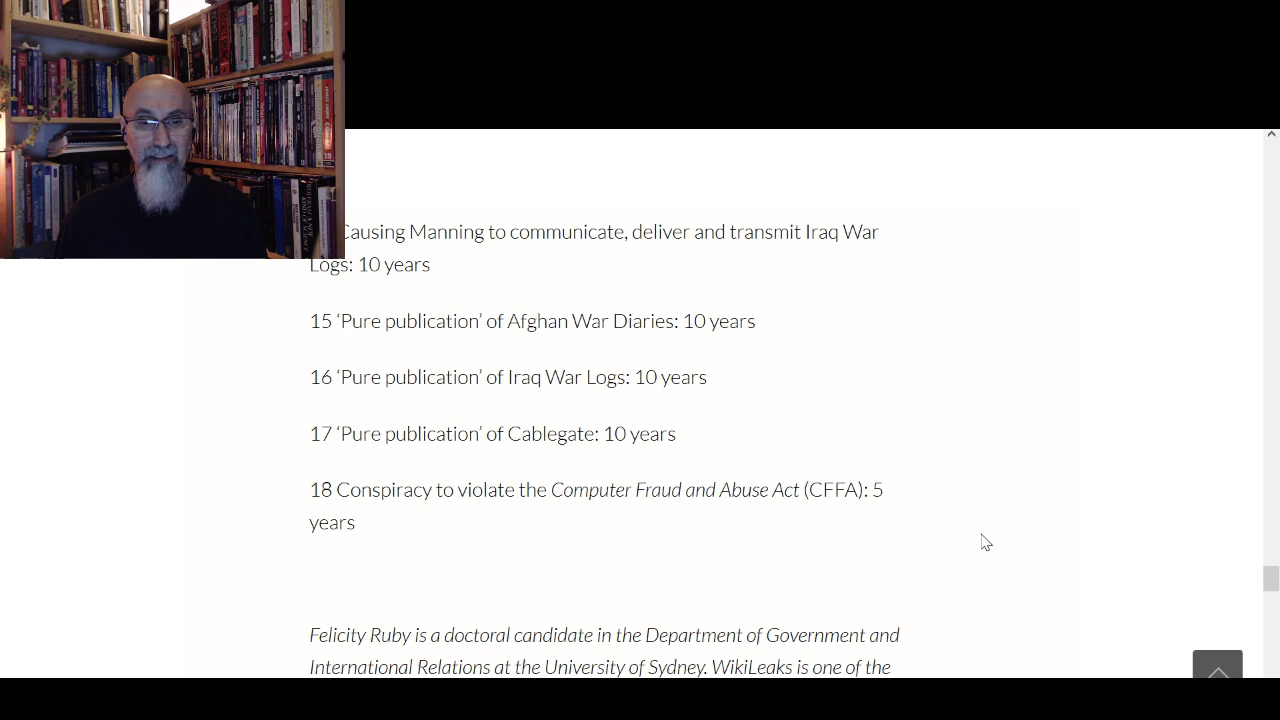 Causing Manning to communicate, deliver and transmit Iraq War
Logs: 10 years
15 ‘Pure publication’ of Afghan War Diaries: 10 years
16 ‘Pure publication’ of Iraq War Logs: 10 years
17 ‘Pure publication’ of Cablegate: 10 years
18 Conspiracy to violate the Computer Fraud and Abuse Act (CFFA): 5
years
Felicity Ruby is a doctoral candidate in the Department of Government and
International Relations at the University of Sydney. WikiLeaks is one of the